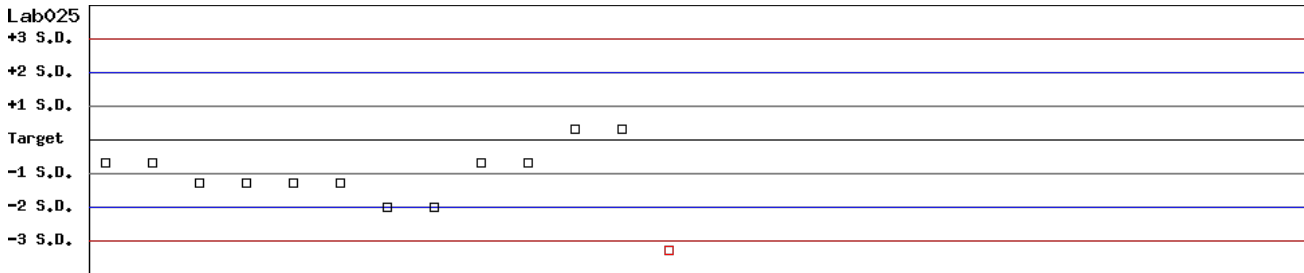 Lab025
+3 S.D.
+2 S.D.
+1 S.D.
Target
-1 S.D.
-2 S.D.
-3 S.D.